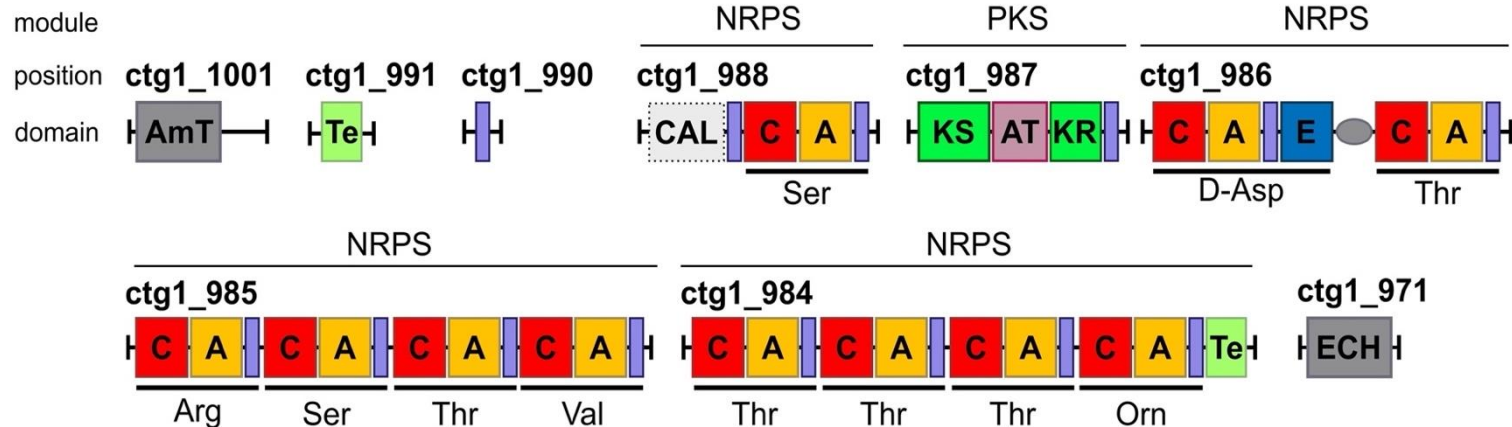 module NRPS PKS NRPS
position ctg1_1001 ctg1_991 ctg1_990 ctg1_988 ctg1_987 ctg1_986
domain AmT Te CAL C A KS AT KR C A E C A
Ser D-Asp Thr
NRPS NRPS
ctg1_985 ctg1_984 ctg1_971
C A C A C A C A C A C A C A C A Te ECH
Arg Ser Thr Val Thr Thr Thr Orn